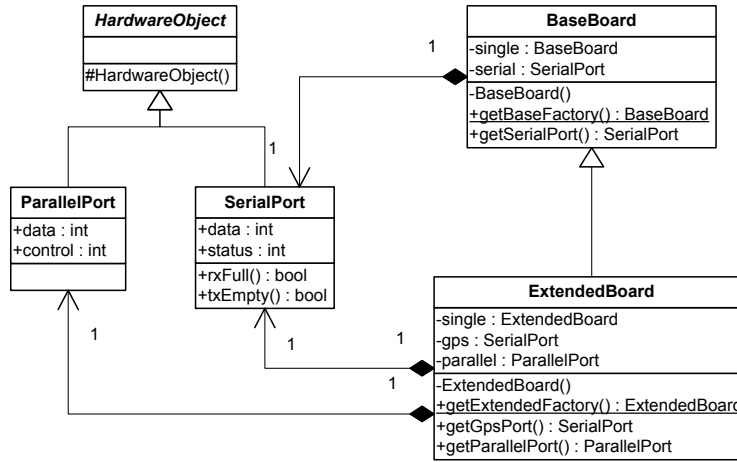 HardwareObject
#HardwareObject()
BaseBoard
-single : BaseBoard
-serial : SerialPort
-BaseBoard()
+getBaseFactory() : BaseBoard
+getSerialPort() : SerialPort
1
1
ParallelPort
+data : int
+control : int
SerialPort
+data : int
+status : int
+rxFull() : bool
+txEmpty() : bool
ExtendedBoard
-single : ExtendedBoard
-gps : SerialPort
-parallel : ParallelPort
-ExtendedBoard()
+getExtendedFactory() : ExtendedBoard
+getGpsPort() : SerialPort
+getParallelPort() : ParallelPort
1
1
1
1